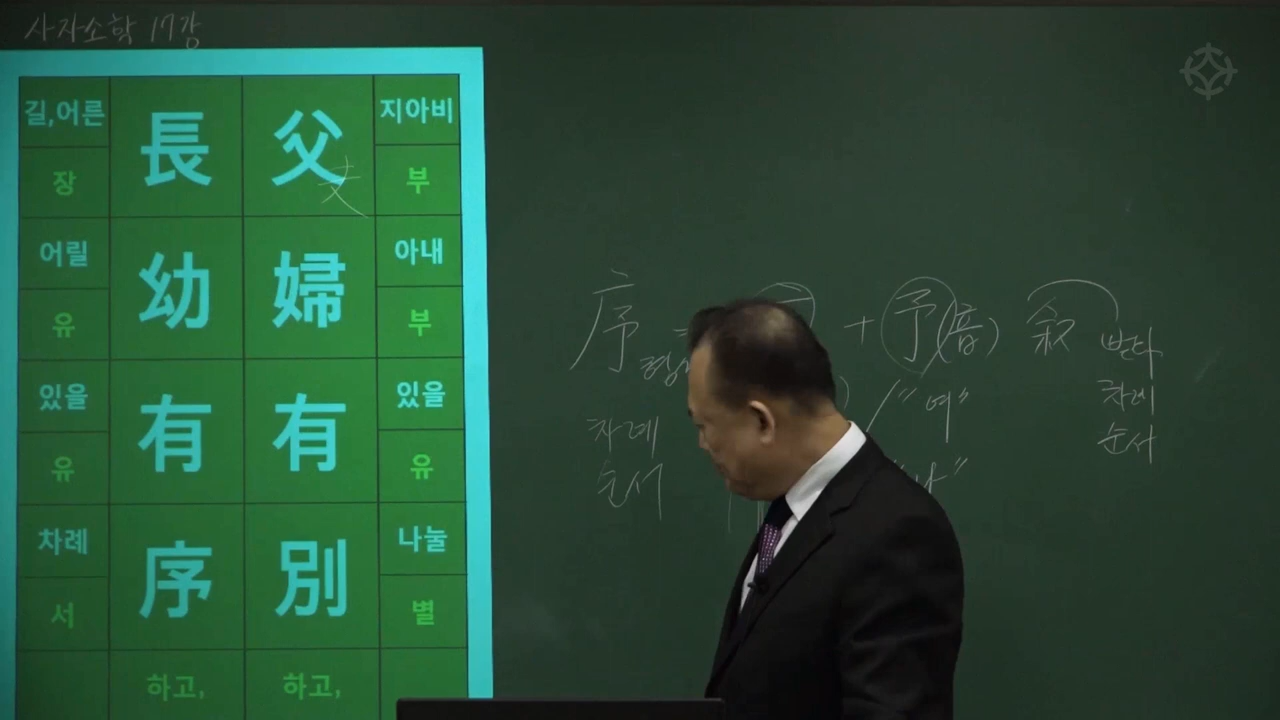 사자소학 17강
길,어른 長 父 지아비
장 부
어릴 幼 婦 아내
유 부
있을 有 有 있을
유 유
차례 序 別 나눌
서 별
하고, 하고,
序 + 予(音) 敍
차례
순서
"여"
차례
순서